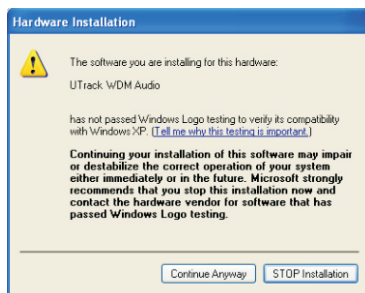 Hardware Installation
The software you are installing for this hardware:
UTrack WDM Audio
has not passed Windows Logo testing to verify its compatibility
with Windows XP. (Tell me why this testing is important.)
Continuing your installation of this software may impair
or destabilize the correct operation of your system
either immediately or in the future. Microsoft strongly
recommends that you stop this installation now and
contact the hardware vendor for software that has
passed Windows Logo testing.
Continue Anyway
STOP Installation